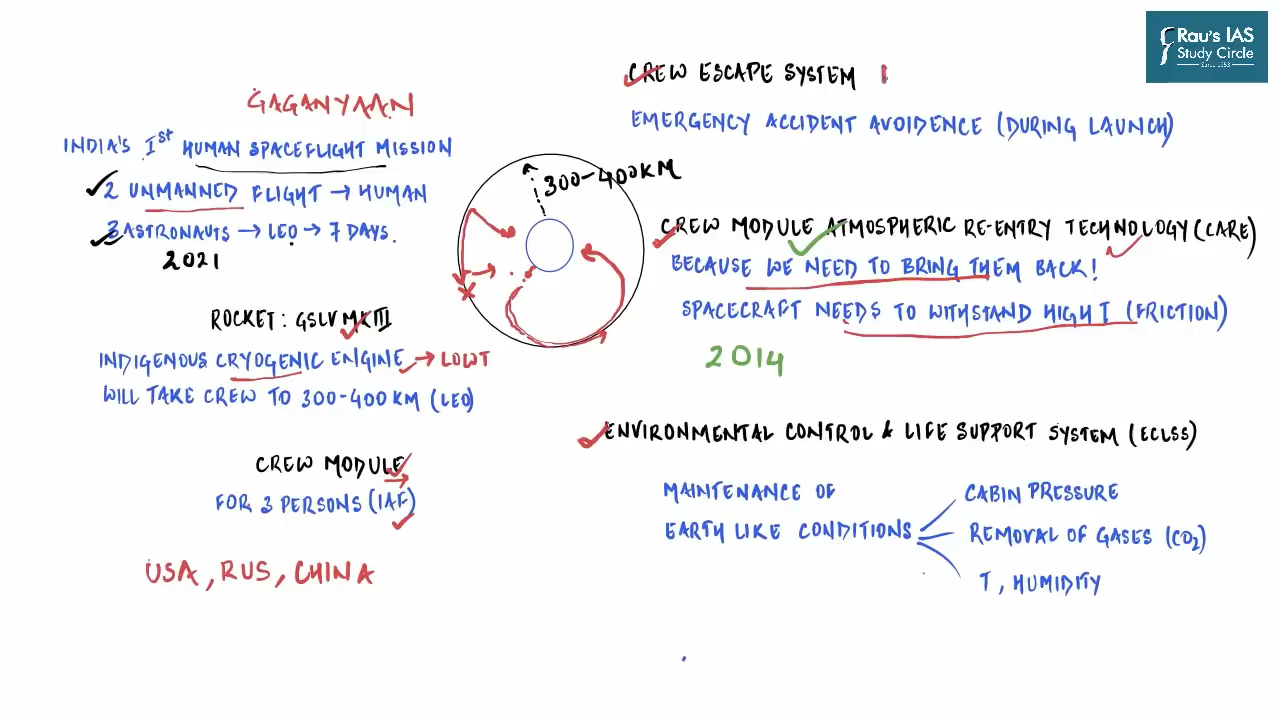 Rau's IAS
Study Circle
Since 1953
GAGANYAAN
INDIA'S 1st HUMAN SPACEFLIGHT MISSION
2 UNMANNED FLIGHT → HUMAN
3 ASTRONAUTS → LEO → 7 DAYS.
2021
ROCKET: GSLV MKIII
INDIGENOUS CRYOGENIC ENGINE → LOW T
WILL TAKE CREW TO 300-400KM (LEO)
CREW MODULE
FOR 3 PERSONS (IAF)
USA, RUS, CHINA
300-400KM
CREW ESCAPE SYSTEM
EMERGENCY ACCIDENT AVOIDENCE (DURING LAUNCH)
CREW MODULE ATMOSPHERIC RE-ENTRY TECHNOLOGY (CARE)
BECAUSE WE NEED TO BRING THEM BACK!
SPACECRAFT NEEDS TO WITHSTAND HIGH T (FRICTION)
2014
ENVIRONMENTAL CONTROL & LIFE SUPPORT SYSTEM (ECLSS)
MAINTENANCE OF
EARTH LIKE CONDITIONS
CABIN PRESSURE
REMOVAL OF GASES (CO₂)
T, HUMIDITY